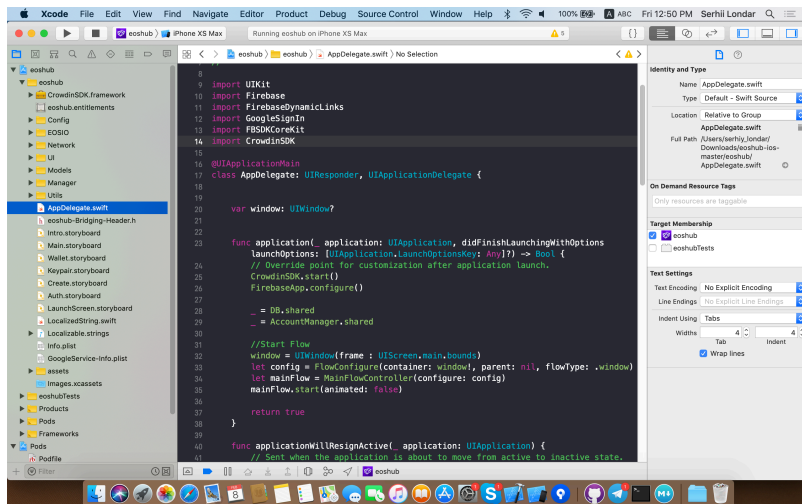 Xcode File Edit View Find Navigate Editor Product Debug Source Control Window Help 100% ABC Fri 12:50 PM Serhii Londar
eoshub iPhone XS Max Running eoshub on iPhone XS Max 5
eoshub eoshub AppDelegate.swift No Selection
eoshub
eoshub
CrowdinSDK.framework
eoshub.entitlements
Config
EOSIO
Network
UI
Models
Manager
Utils
AppDelegate.swift
eoshub-Bridging-Header.h
Intro.storyboard
Main.storyboard
Wallet.storyboard
Keypair.storyboard
Create.storyboard
Auth.storyboard
LaunchScreen.storyboard
LocalizedString.swift
Localizable.strings
Info.plist
GoogleService-Info.plist
assets
Images.xcassets
eoshubTests
Products
Pods
Frameworks
Pods
Podfile
Filter
8
9 import UIKit
10 import Firebase
11 import FirebaseDynamicLinks
12 import GoogleSignIn
13 import FBSDKCoreKit
14 import CrowdinSDK
15
16 @UIApplicationMain
17 class AppDelegate: UIResponder, UIApplicationDelegate {
18
19
20 var window: UIWindow?
21
22
23 func application(_ application: UIApplication, didFinishLaunchingWithOptions
launchOptions: [UIApplication.LaunchOptionsKey: Any]?) -> Bool {
24 // Override point for customization after application launch.
25 CrowdinSDK.start()
26 FirebaseApp.configure()
27
28 _ = DB.shared
29 _ = AccountManager.shared
30
31 //Start Flow
32 window = UIWindow(frame : UIScreen.main.bounds)
33 let config = FlowConfigure(container: window!, parent: nil, flowType: .window)
34 let mainFlow = MainFlowController(configure: config)
35 mainFlow.start(animated: false)
36
37 return true
38 }
39
40 func applicationWillResignActive(_ application: UIApplication) {
41 // Sent when the application is about to move from active to inactive state.
eoshub
Identity and Type
Name AppDelegate.swift
Type Default - Swift Source
Location Relative to Group
AppDelegate.swift
Full Path /Users/serhiy_londar/
Downloads/eoshub-ios-
master/eoshub/
AppDelegate.swift
On Demand Resource Tags
Only resources are taggable
Target Membership
eoshub
eoshubTests
Text Settings
Text Encoding No Explicit Encoding
Line Endings No Explicit Line Endings
Indent Using Tabs
Widths 4 4
Tab Indent
Wrap lines